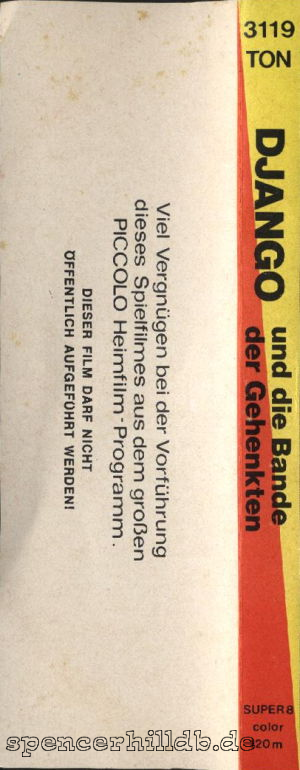 3119
TON
DJANGO
und die Bande
der Gehenkten
SUPER 8
color
120 m
Viel Vergnügen bei der Vorführung
dieses Spielfilmes aus dem großen
PICCOLO Heimfilm-Programm.
DIESER FILM DARF NICHT
ÖFFENTLICH AUFGEFÜHRT WERDEN!
spencerhilldb.de